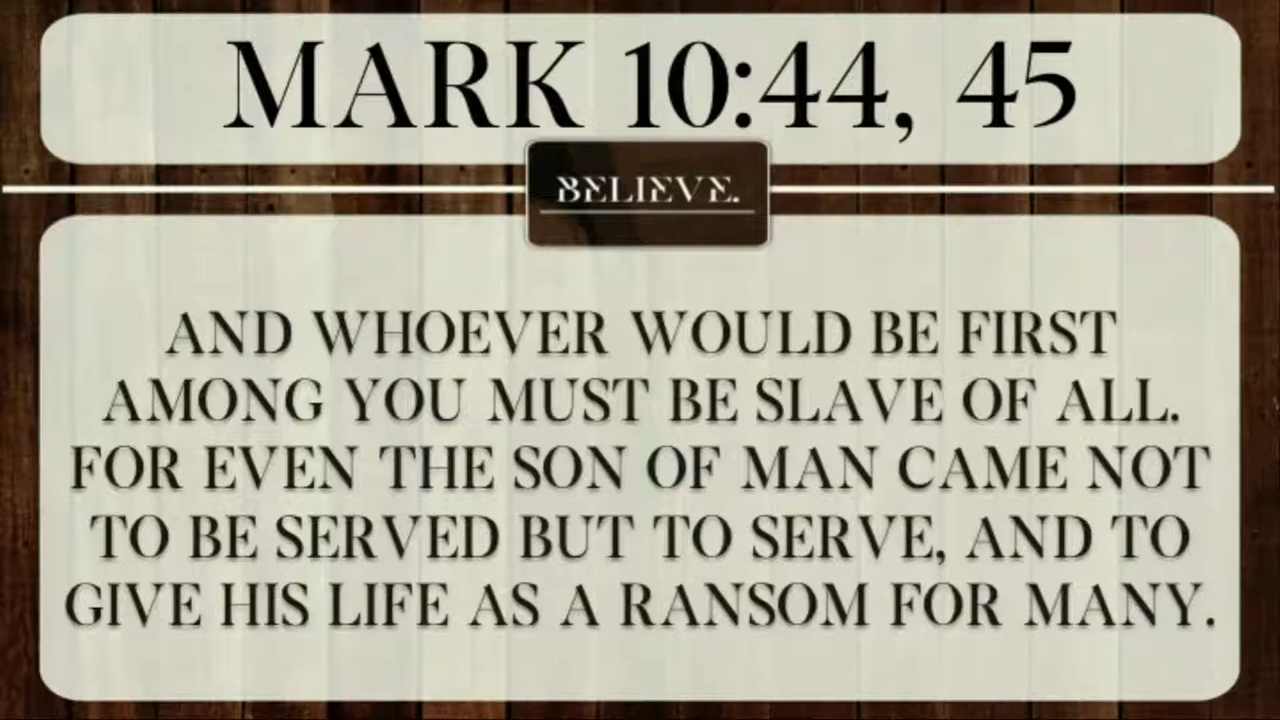 MARK 10:44, 45
BELIEVE.
AND WHOEVER WOULD BE FIRST
AMONG YOU MUST BE SLAVE OF ALL.
FOR EVEN THE SON OF MAN CAME NOT
TO BE SERVED BUT TO SERVE, AND TO
GIVE HIS LIFE AS A RANSOM FOR MANY.